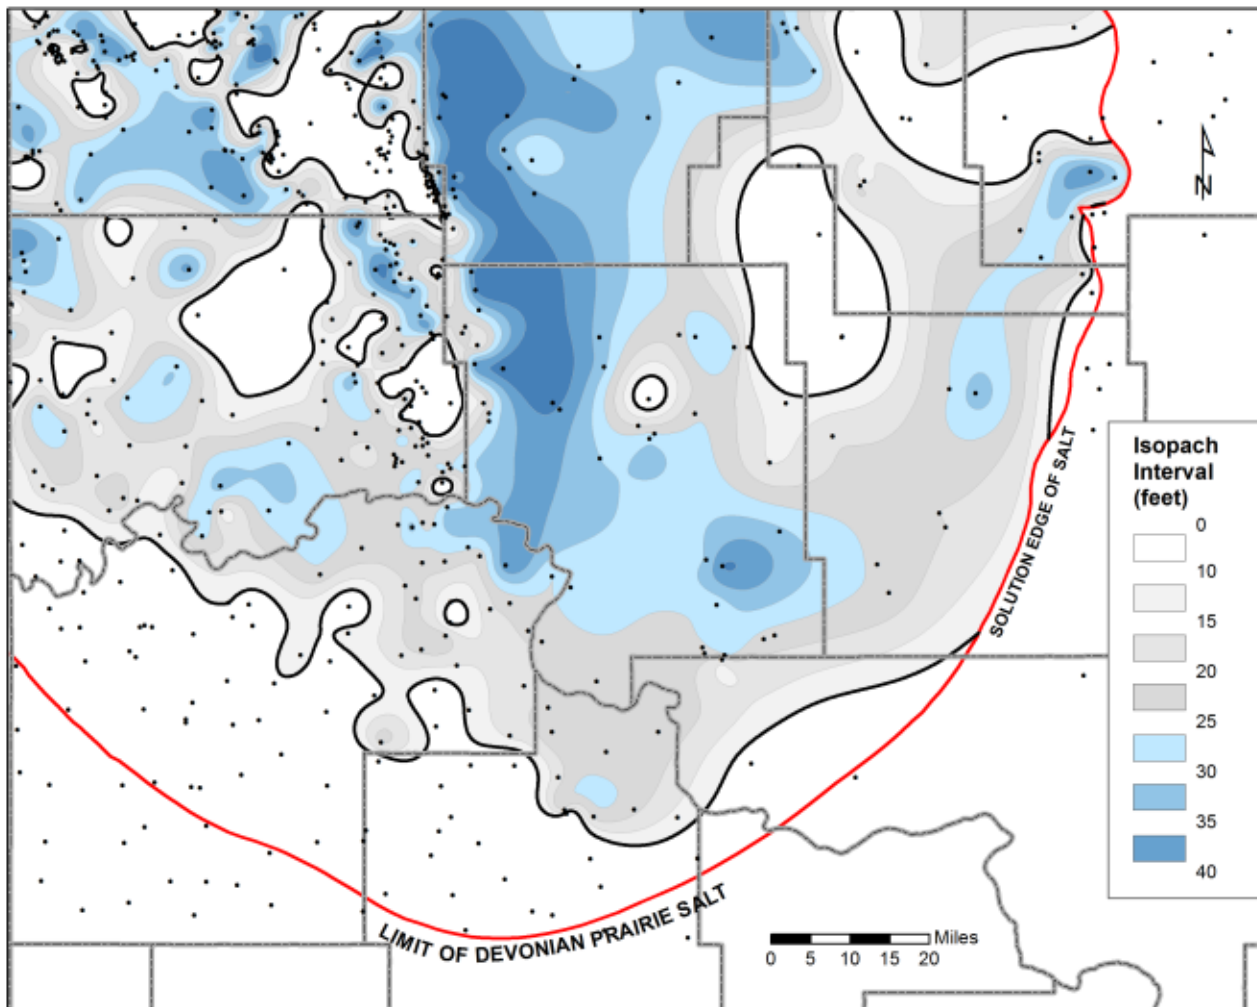 Isopach
Interval
(feet)
0
10
15
20
25
30
35
40
SOLUTION EDGE OF SALT
LIMIT OF DEVONIAN PRAIRIE SALT
Miles
0 5 10 15 20
N